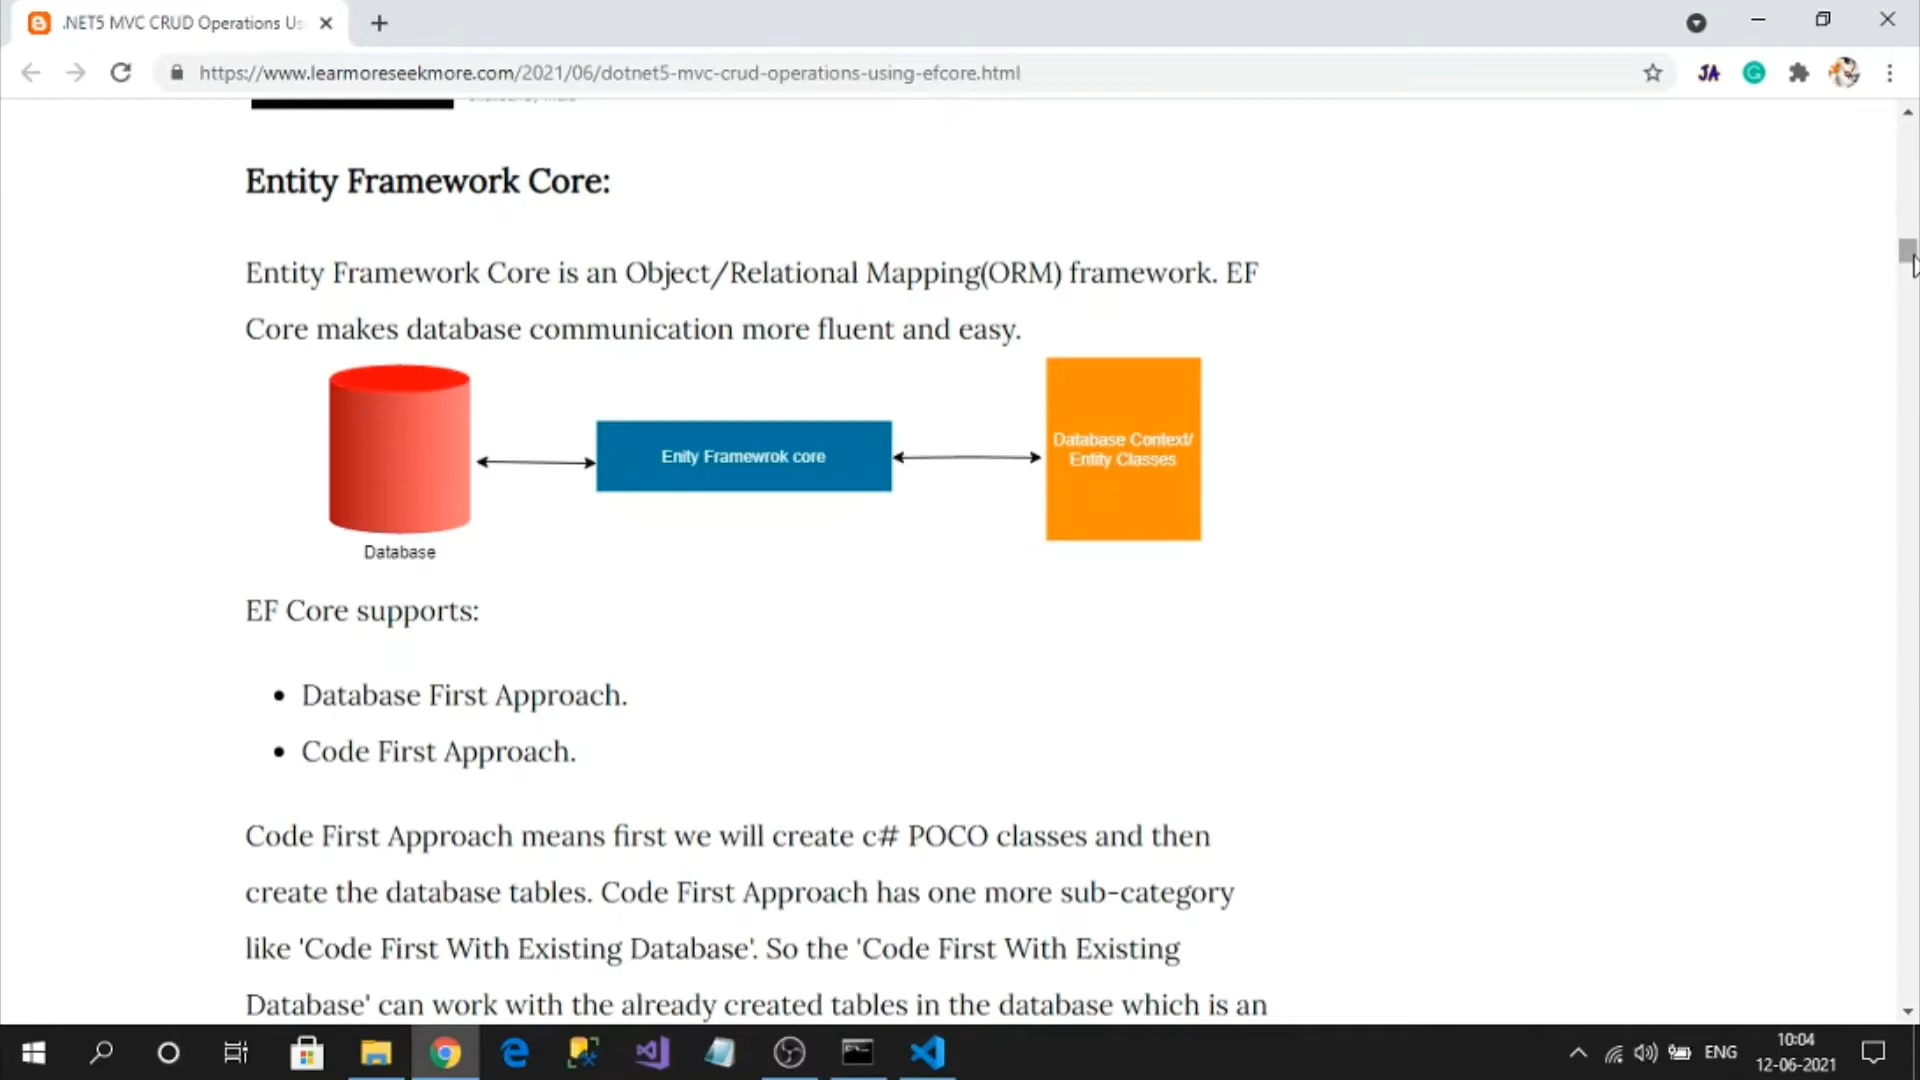 .NET5 MVC CRUD Operations Us
https://www.learmoreseekmore.com/2021/06/dotnet5-mvc-crud-operations-using-efcore.html
JA
Entity Framework Core:
Entity Framework Core is an Object/Relational Mapping(ORM) framework. EF
Core makes database communication more fluent and easy.
Enity Framewrok core
Database Context/
Entity Classes
Database
EF Core supports:
• Database First Approach.
• Code First Approach.
Code First Approach means first we will create c# POCO classes and then
create the database tables. Code First Approach has one more sub-category
like 'Code First With Existing Database'. So the 'Code First With Existing
Database' can work with the already created tables in the database which is an
ENG
10:04
12-06-2021